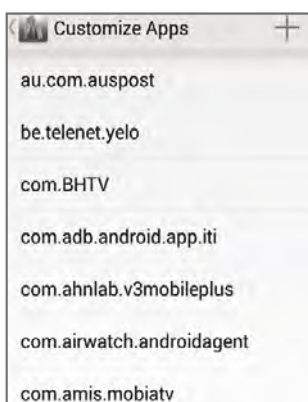 Customize Apps
au.com.auspost
be.telenet.yelo
com.BHTV
com.adb.android.app.iti
com.ahnlab.v3mobileplus
com.airwatch.androidagent
com.amis.mobiatv